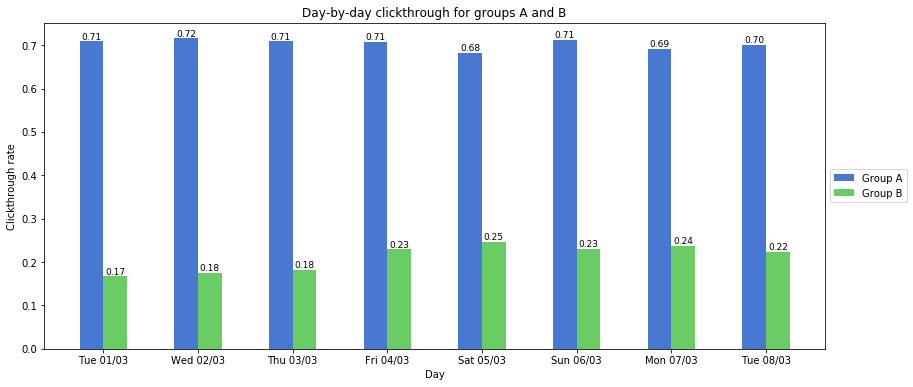 Day-by-day clickthrough for groups A and B
0.71
0.72
0.71
0.71
0.68
0.71
0.69
0.70
0.17
0.18
0.18
0.23
0.25
0.23
0.24
0.22
Clickthrough rate
0.7
0.6
0.5
0.4
0.3
0.2
0.1
0.0
Tue 01/03
Wed 02/03
Thu 03/03
Fri 04/03
Sat 05/03
Sun 06/03
Mon 07/03
Tue 08/03
Day
Group A
Group B